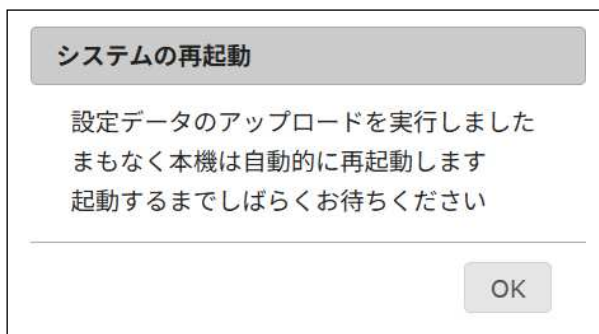 システムの再起動
設定データのアップロードを実行しました
まもなく本機は自動的に再起動します
起動するまでしばらくお待ちください
OK